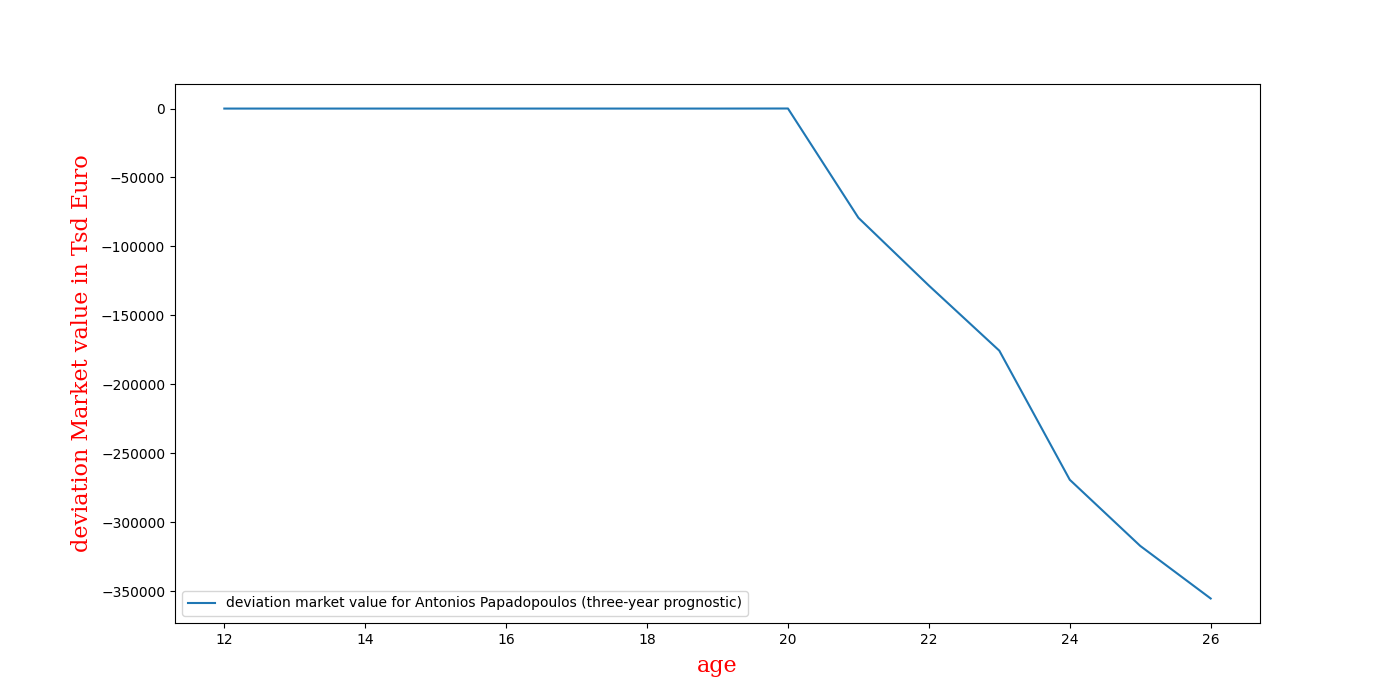 0
−50000
−100000
−150000
−200000
−250000
−300000
−350000
deviation Market value in Tsd Euro
deviation market value for Antonios Papadopoulos (three-year prognostic)
12 14 16 18 20 22 24 26
age